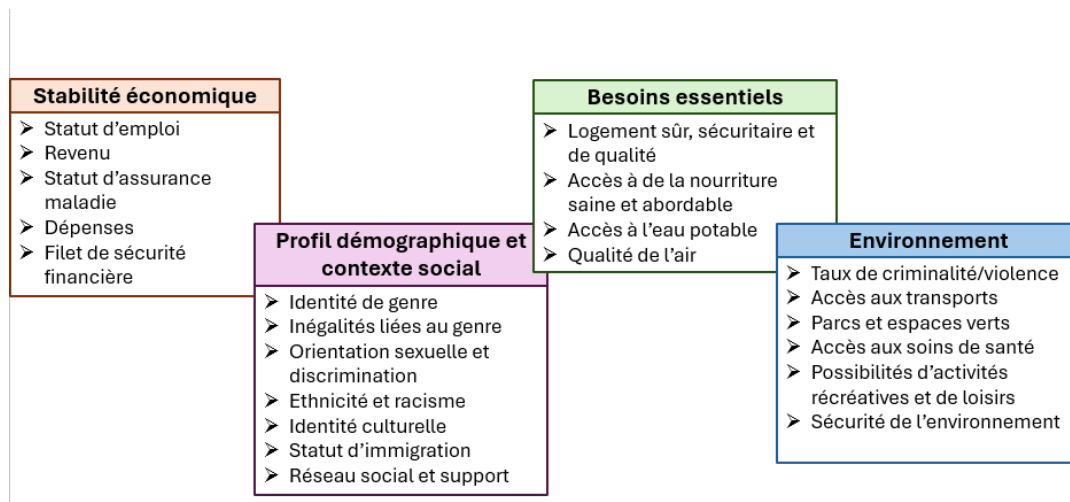 Stabilité économique
➢ Statut d'emploi
➢ Revenu
➢ Statut d'assurance
maladie
➢ Dépenses
➢ Filet de sécurité
financière
Profil démographique et
contexte social
➢ Identité de genre
➢ Inégalités liées au genre
➢ Orientation sexuelle et
discrimination
➢ Ethnicité et racisme
➢ Identité culturelle
➢ Statut d'immigration
➢ Réseau social et support
Besoins essentiels
➢ Logement sûr, sécuritaire et
de qualité
➢ Accès à de la nourriture
saine et abordable
➢ Accès à l'eau potable
➢ Qualité de l'air
Environnement
➢ Taux de criminalité/violence
➢ Accès aux transports
➢ Parcs et espaces verts
➢ Accès aux soins de santé
➢ Possibilités d'activités
récréatives et de loisirs
➢ Sécurité de l'environnement